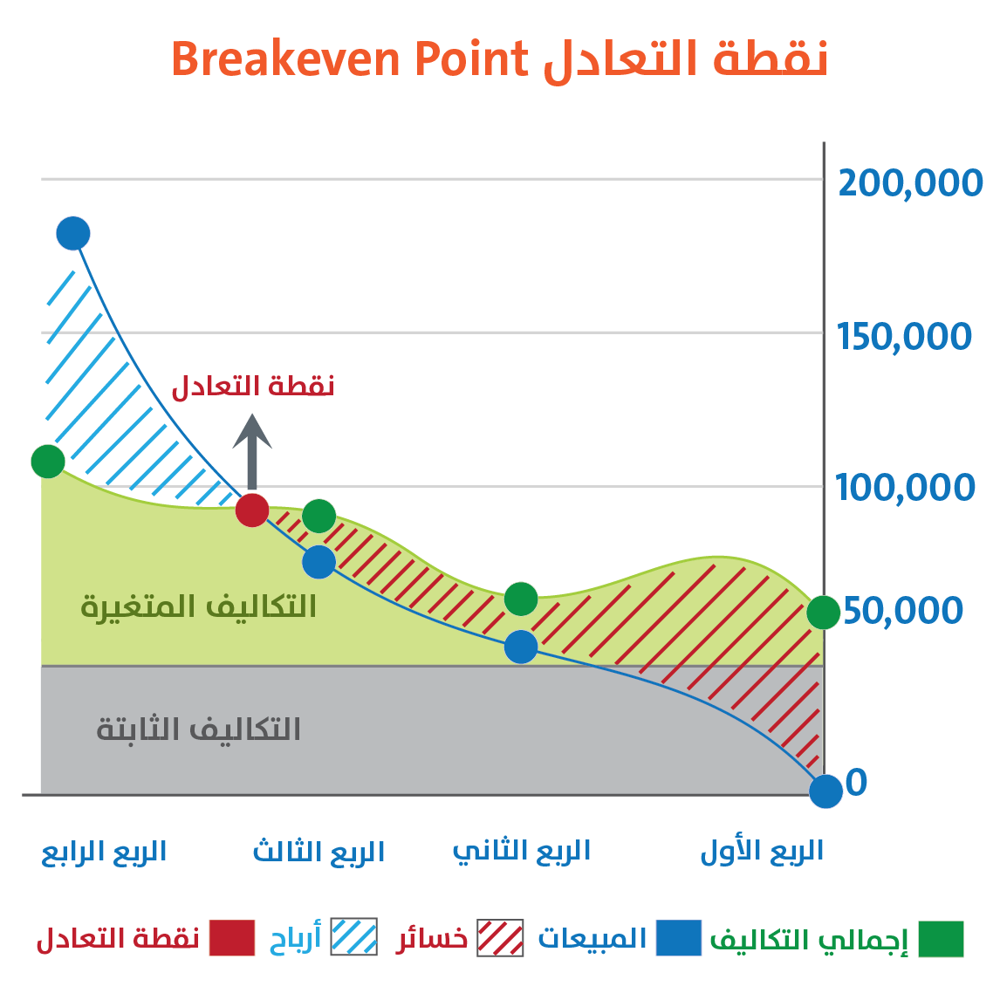 نقطة التعادل Breakeven Point
200,000
150,000
نقطة التعادل
100,000
التكاليف المتغيرة
50,000
التكاليف الثابتة
0
الربع الأول
الربع الثاني
الربع الثالث
الربع الرابع
إجمالي التكاليف
المبيعات
خسائر
أرباح
نقطة التعادل